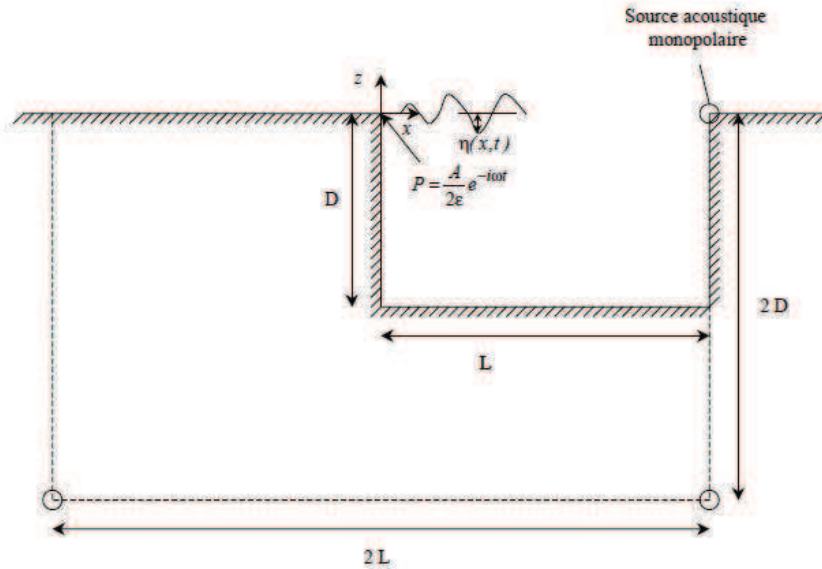 Source acoustique
monopolaire
z
x
η(x,t)
P = A/2ε e^{-iωt}
D
L
2 D
2 L